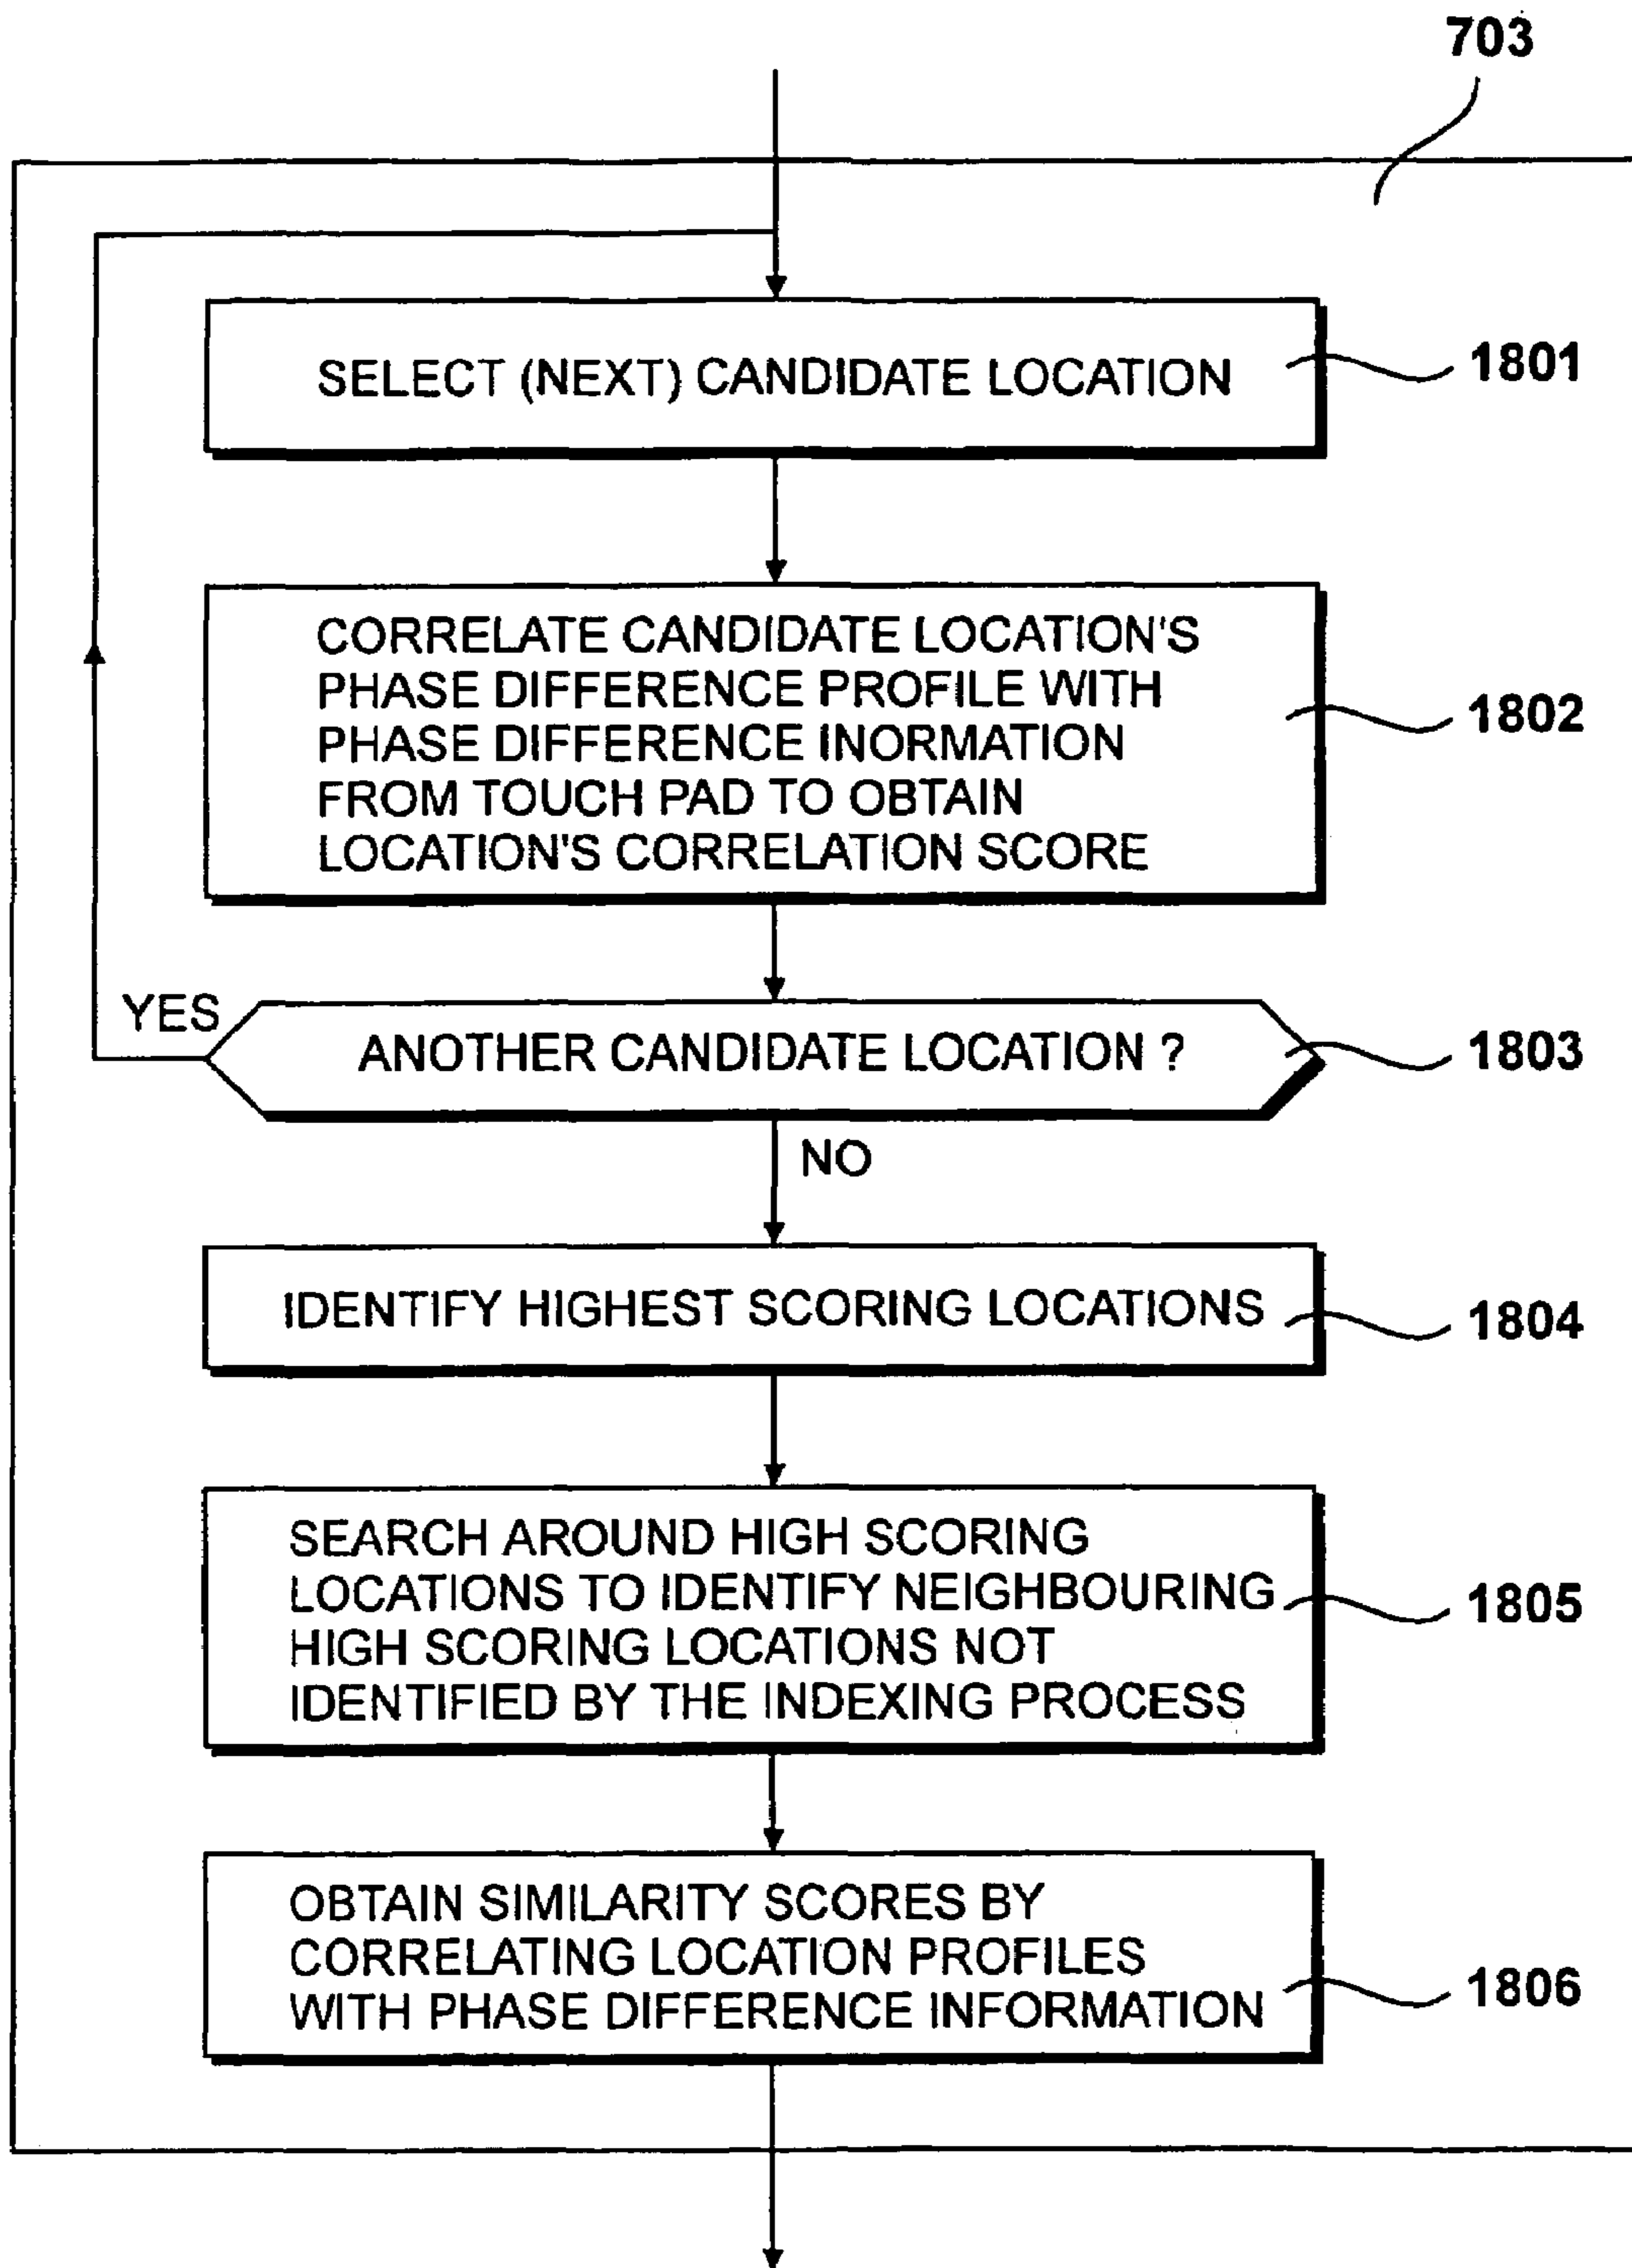 703
SELECT (NEXT) CANDIDATE LOCATION
1801
CORRELATE CANDIDATE LOCATION'S
PHASE DIFFERENCE PROFILE WITH
PHASE DIFFERENCE INORMATION
FROM TOUCH PAD TO OBTAIN
LOCATION'S CORRELATION SCORE
1802
YES
ANOTHER CANDIDATE LOCATION ?
1803
NO
IDENTIFY HIGHEST SCORING LOCATIONS
1804
SEARCH AROUND HIGH SCORING
LOCATIONS TO IDENTIFY NEIGHBOURING
HIGH SCORING LOCATIONS NOT
IDENTIFIED BY THE INDEXING PROCESS
1805
OBTAIN SIMILARITY SCORES BY
CORRELATING LOCATION PROFILES
WITH PHASE DIFFERENCE INFORMATION
1806